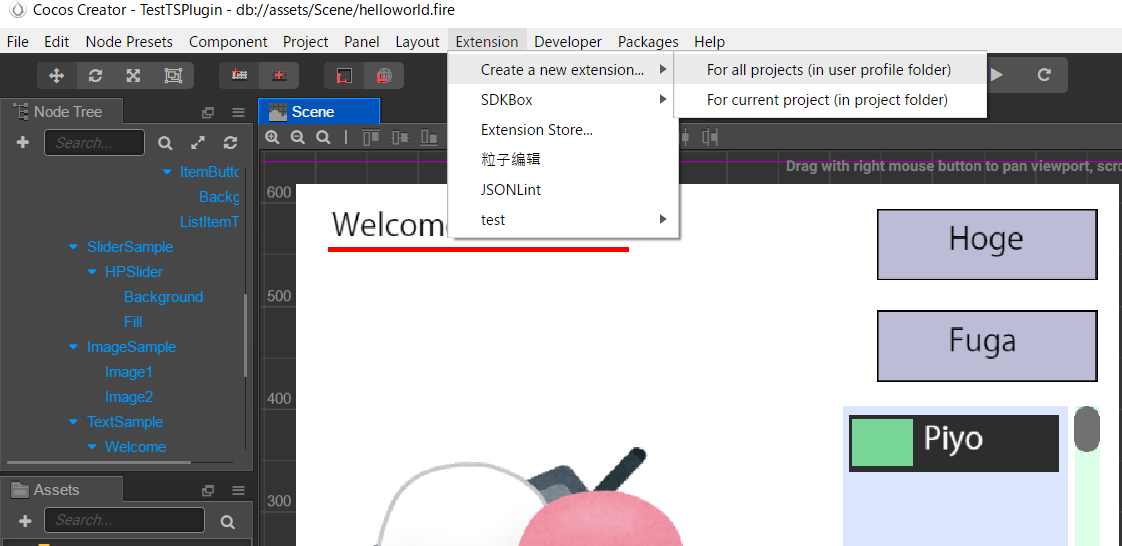 Cocos Creator - TestTSPlugin - db://assets/Scene/helloworld.fire
File Edit Node Presets Component Project Panel Layout Extension Developer Packages Help
Create a new extension...
For all projects (in user profile folder)
SDKBox
For current project (in project folder)
Extension Store...
粒子编辑
JSONLint
test
Node Tree
Search...
ItemButto
Backg
ListItemT
SliderSample
HPSlider
Background
Fill
ImageSample
Image1
Image2
TextSample
Welcome
Assets
Search...
Scene
Drag with right mouse button to pan viewport, scro
600
500
400
300
Welcom
Hoge
Fuga
Piyo